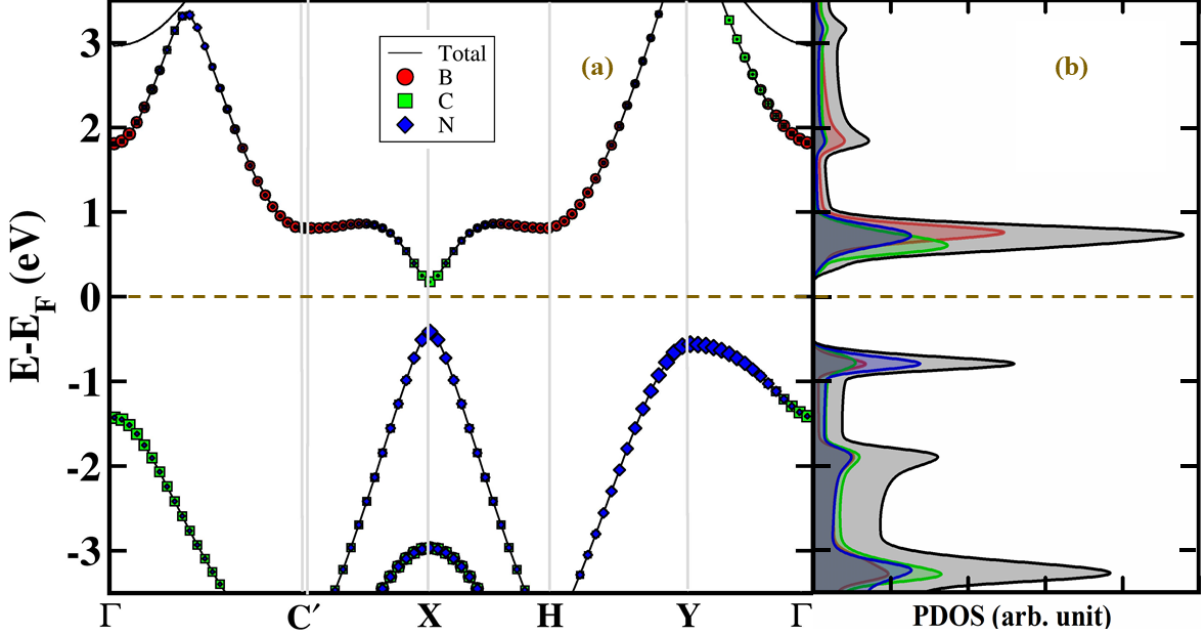 3
2
1
0
-1
-2
-3
E-E_F (eV)
Total
B
C
N
(a)
(b)
Γ
C′
X
H
Y
Γ
PDOS (arb. unit)